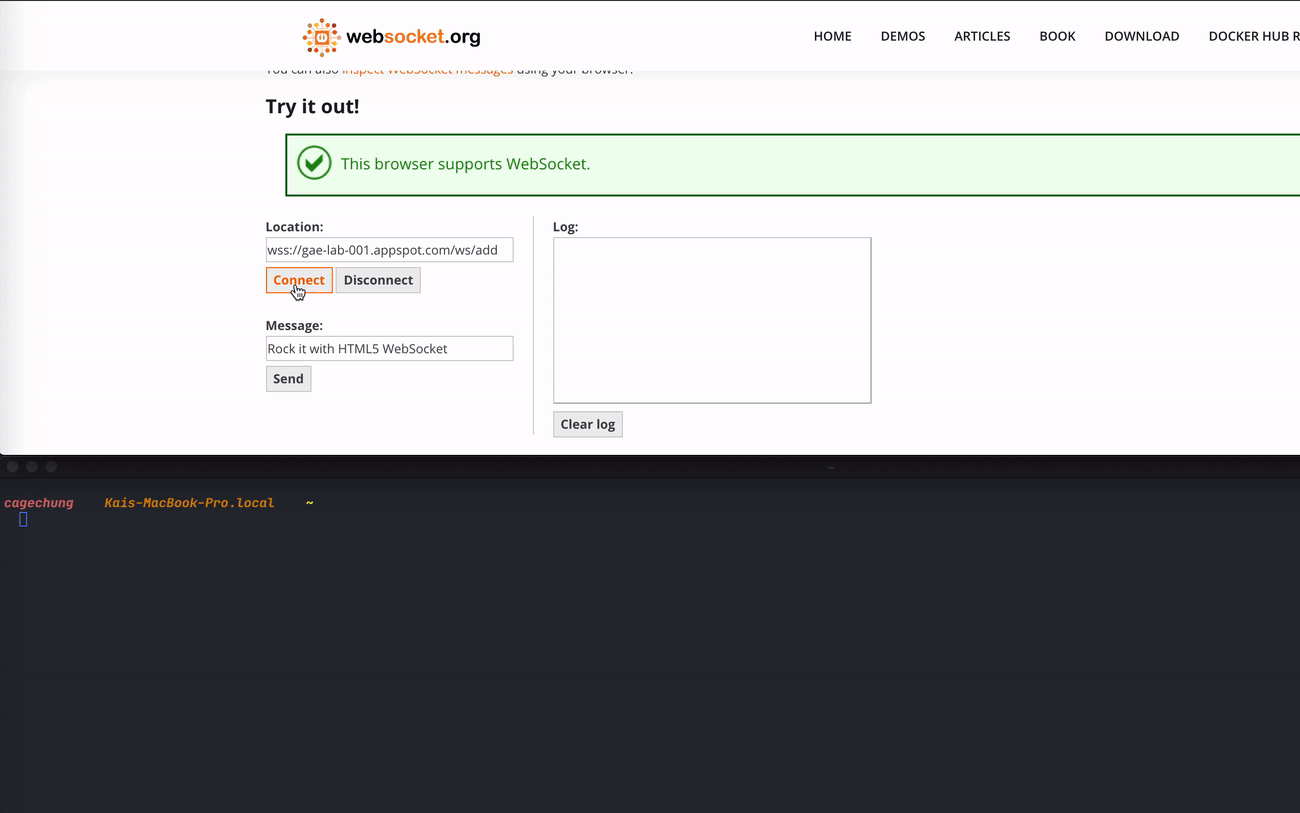 websocket.org
HOME DEMOS ARTICLES BOOK DOWNLOAD DOCKER HUB R
You can also inspect WebSocket messages using your browser.
Try it out!
This browser supports WebSocket.
Location:
wss://gae-lab-001.appspot.com/ws/add
Connect Disconnect
Message:
Rock it with HTML5 WebSocket
Send
Log:
Clear log
~
cagechung Kais-MacBook-Pro.local ~